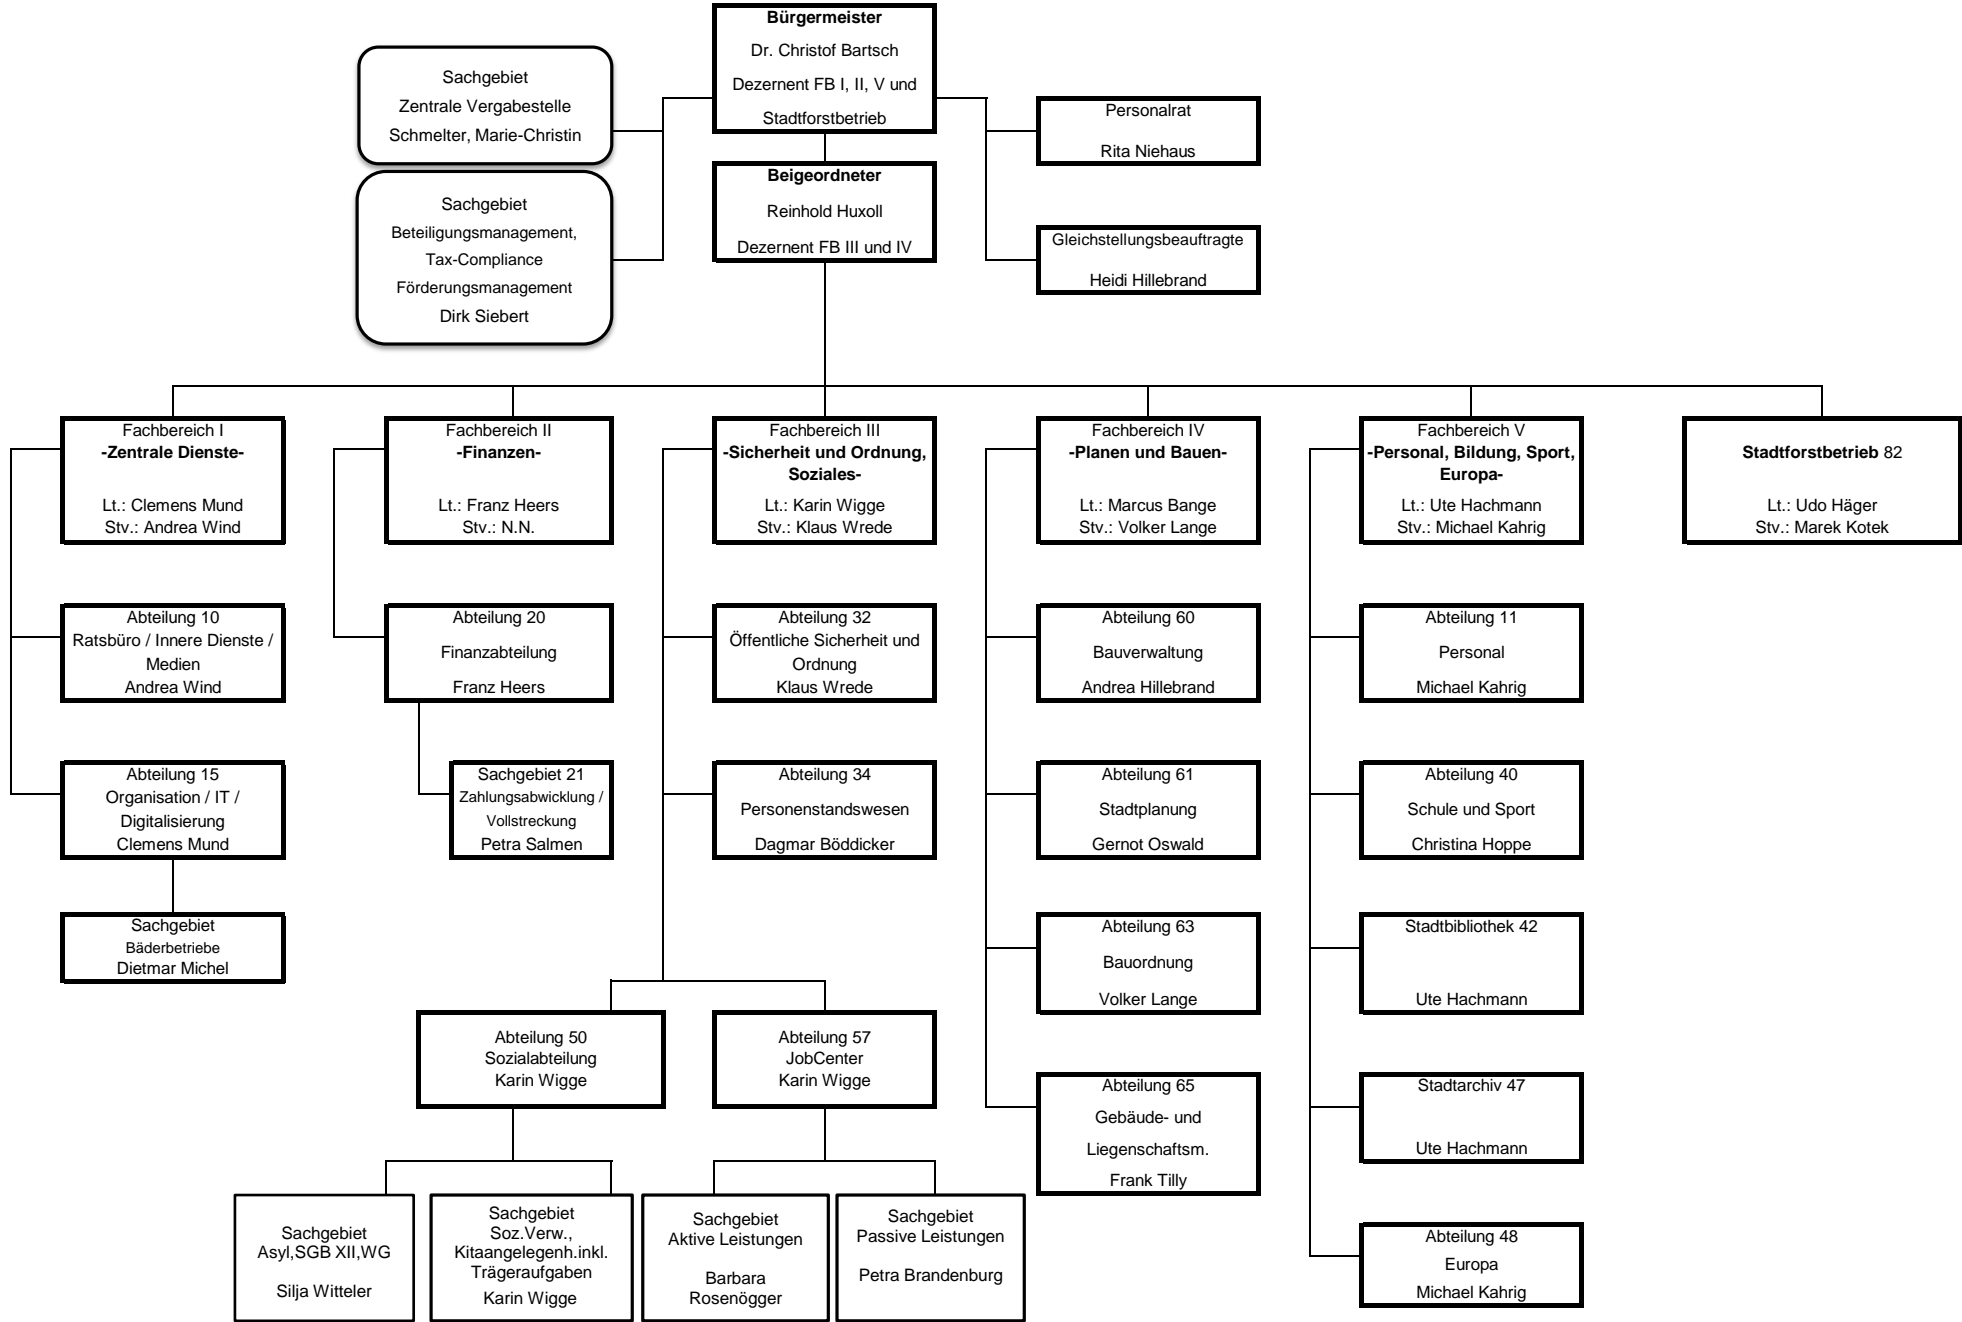 Bürgermeister
Dr. Christof Bartsch
Dezernent FB I, II, V und
Stadtforstbetrieb
Sachgebiet
Zentrale Vergabestelle
Schmelter, Marie-Christin
Personalrat
Rita Niehaus
Beigeordneter
Reinhold Huxoll
Dezernent FB III und IV
Sachgebiet
Beteiligungsmanagement,
Tax-Compliance
Förderungsmanagement
Dirk Siebert
Gleichstellungsbeauftragte
Heidi Hillebrand
Fachbereich I
-Zentrale Dienste-
Lt.: Clemens Mund
Stv.: Andrea Wind
Fachbereich II
-Finanzen-
Lt.: Franz Heers
Stv.: N.N.
Fachbereich III
-Sicherheit und Ordnung,
Soziales-
Lt.: Karin Wigge
Stv.: Klaus Wrede
Fachbereich IV
-Planen und Bauen-
Lt.: Marcus Bange
Stv.: Volker Lange
Fachbereich V
-Personal, Bildung, Sport,
Europa-
Lt.: Ute Hachmann
Stv.: Michael Kahrig
Stadtforstbetrieb 82
Lt.: Udo Häger
Stv.: Marek Kotek
Abteilung 10
Ratsbüro / Innere Dienste /
Medien
Andrea Wind
Abteilung 20
Finanzabteilung
Franz Heers
Abteilung 32
Öffentliche Sicherheit und
Ordnung
Klaus Wrede
Abteilung 60
Bauverwaltung
Andrea Hillebrand
Abteilung 11
Personal
Michael Kahrig
Abteilung 15
Organisation / IT /
Digitalisierung
Clemens Mund
Sachgebiet 21
Zahlungsabwicklung /
Vollstreckung
Petra Salmen
Abteilung 34
Personenstandswesen
Dagmar Böddicker
Abteilung 61
Stadtplanung
Gernot Oswald
Abteilung 40
Schule und Sport
Christina Hoppe
Sachgebiet
Bäderbetriebe
Dietmar Michel
Abteilung 63
Bauordnung
Volker Lange
Stadtbibliothek 42
Ute Hachmann
Abteilung 50
Sozialabteilung
Karin Wigge
Abteilung 57
JobCenter
Karin Wigge
Abteilung 65
Gebäude- und
Liegenschaftsm.
Frank Tilly
Stadtarchiv 47
Ute Hachmann
Sachgebiet
Asyl,SGB XII,WG
Silja Witteler
Sachgebiet
Soz.Verw.,
Kitaangelegenh.inkl.
Trägeraufgaben
Karin Wigge
Sachgebiet
Aktive Leistungen
Barbara
Rosenögger
Sachgebiet
Passive Leistungen
Petra Brandenburg
Abteilung 48
Europa
Michael Kahrig